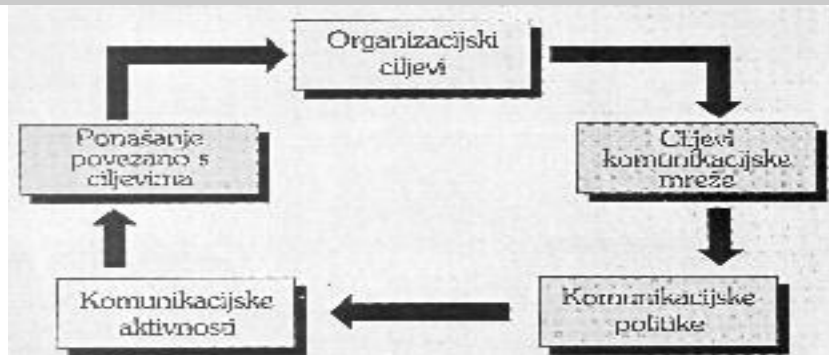 Organizacijski
ciljevi
Ponašanje
povezano s
ciljevima
Ciljevi
komunikacijske
mreže
Komunikacijske
aktivnosti
Komunikacijske
politike